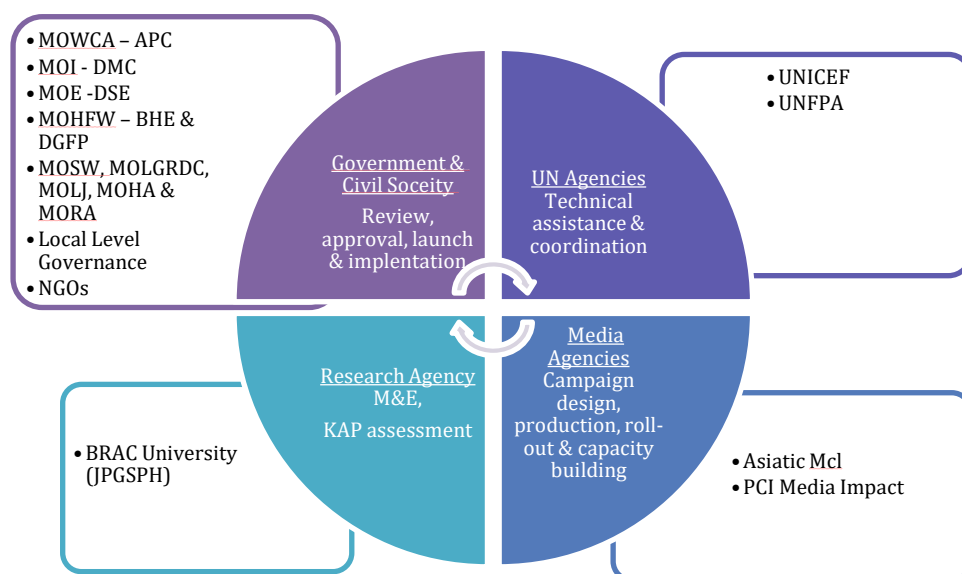 • MOWCA – APC
• MOI - DMC
• MOE -DSE
• MOHFW – BHE &
DGFP
• MOSW, MOLGRDC,
MOLJ, MOHA &
MORA
• Local Level
Governance
• NGOs
Government &
Civil Soceity
Review,
approval, launch
& implentation
UN Agencies
Technical
assistance &
coordination
• UNICEF
• UNFPA
Research Agency
M&E,
KAP assessment
• BRAC University
(JPGSPH)
Media
Agencies
Campaign
design,
production, roll-
out & capacity
building
• Asiatic Mcl
• PCI Media Impact